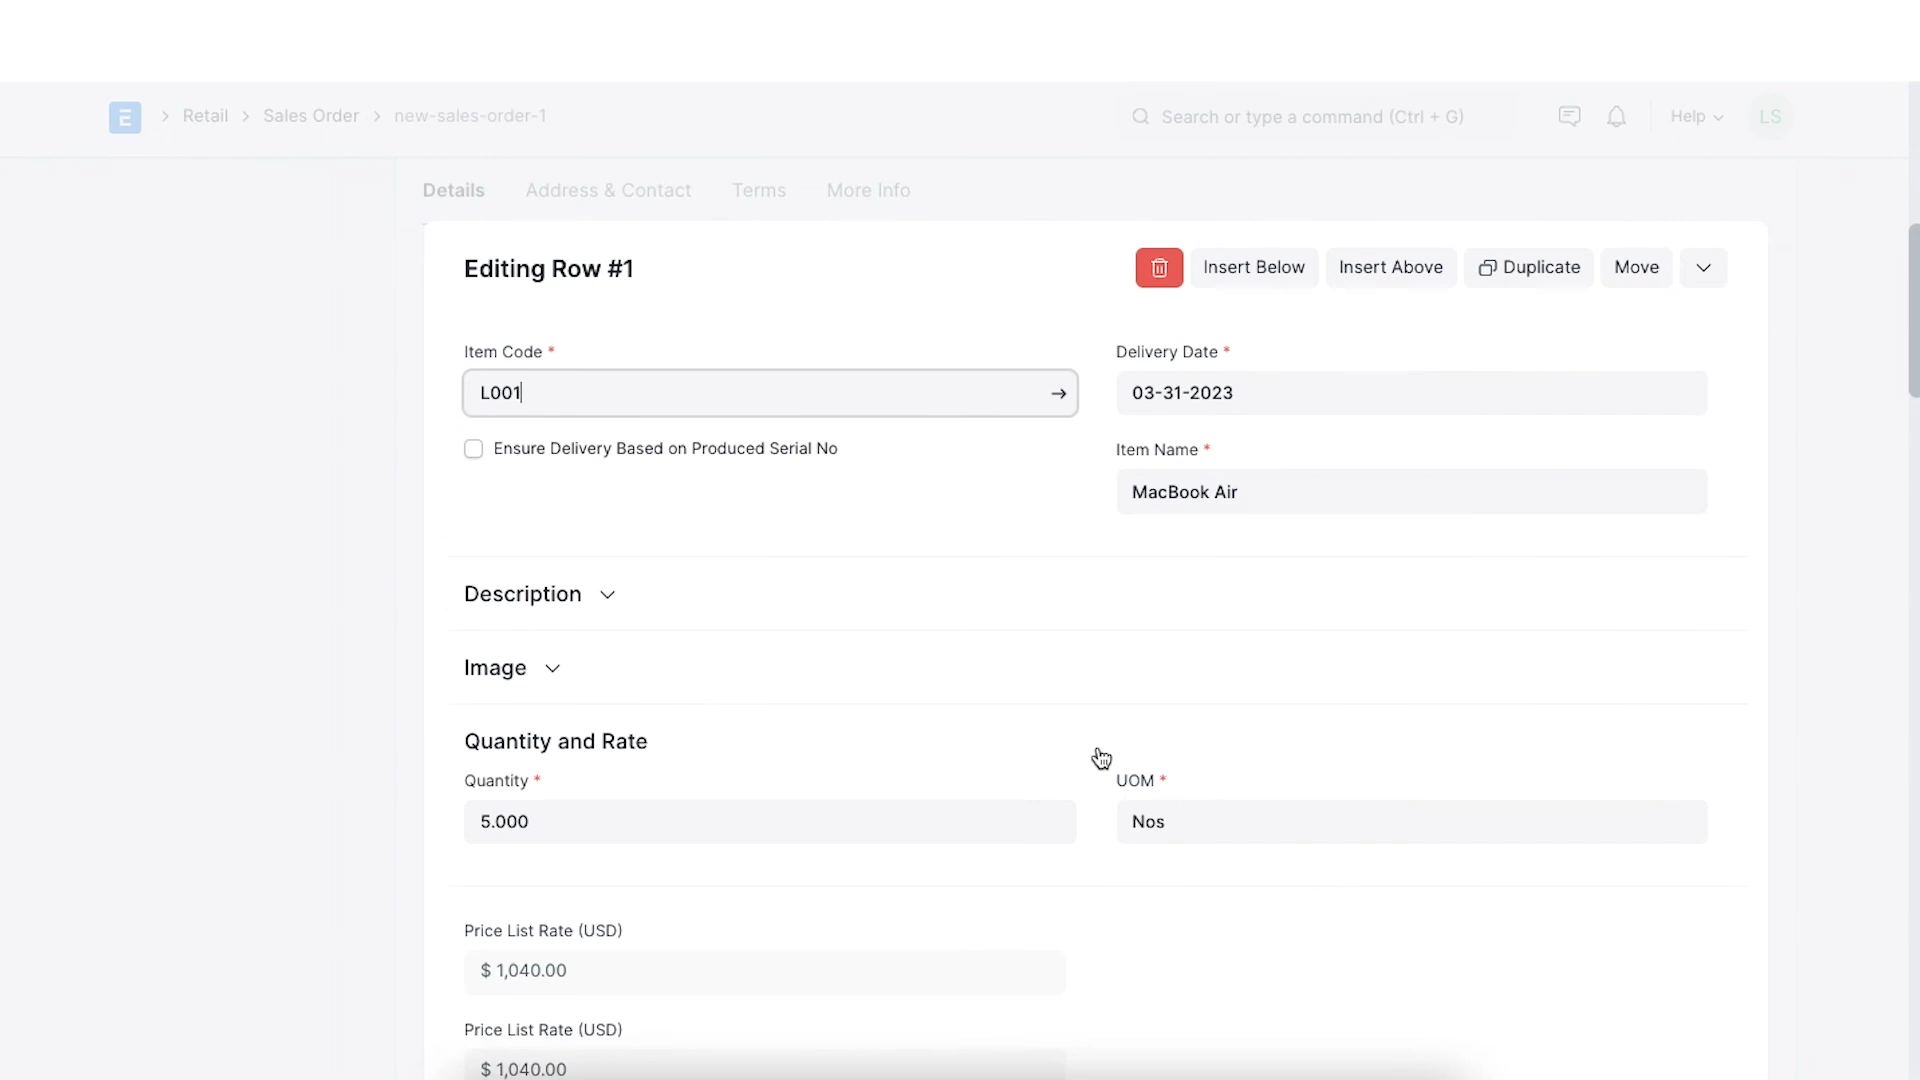 E > Retail > Sales Order > new-sales-order-1 Search or type a command (Ctrl + G) Help LS
Details Address & Contact Terms More Info
Editing Row #1 Insert Below Insert Above Duplicate Move
Item Code * Delivery Date *
L001 03-31-2023
Ensure Delivery Based on Produced Serial No Item Name *
MacBook Air
Description
Image
Quantity and Rate
Quantity * UOM *
5.000 Nos
Price List Rate (USD)
$ 1,040.00
Price List Rate (USD)
$ 1,040.00